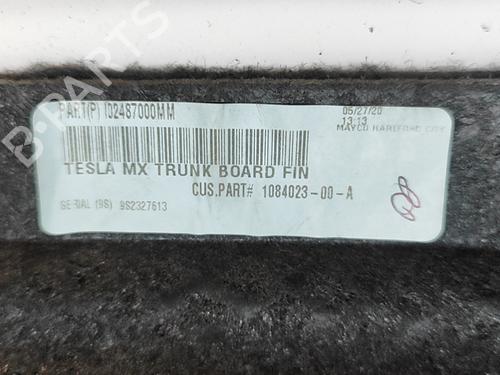 PART(P) ID2487000MM
05/27/20
13:13
MAYCO HARTFORD CITY
TESLA MX TRUNK BOARD FIN
CUS.PART# 1084023-00-A
SERIAL (9S) 9S2327613
B-PARTS